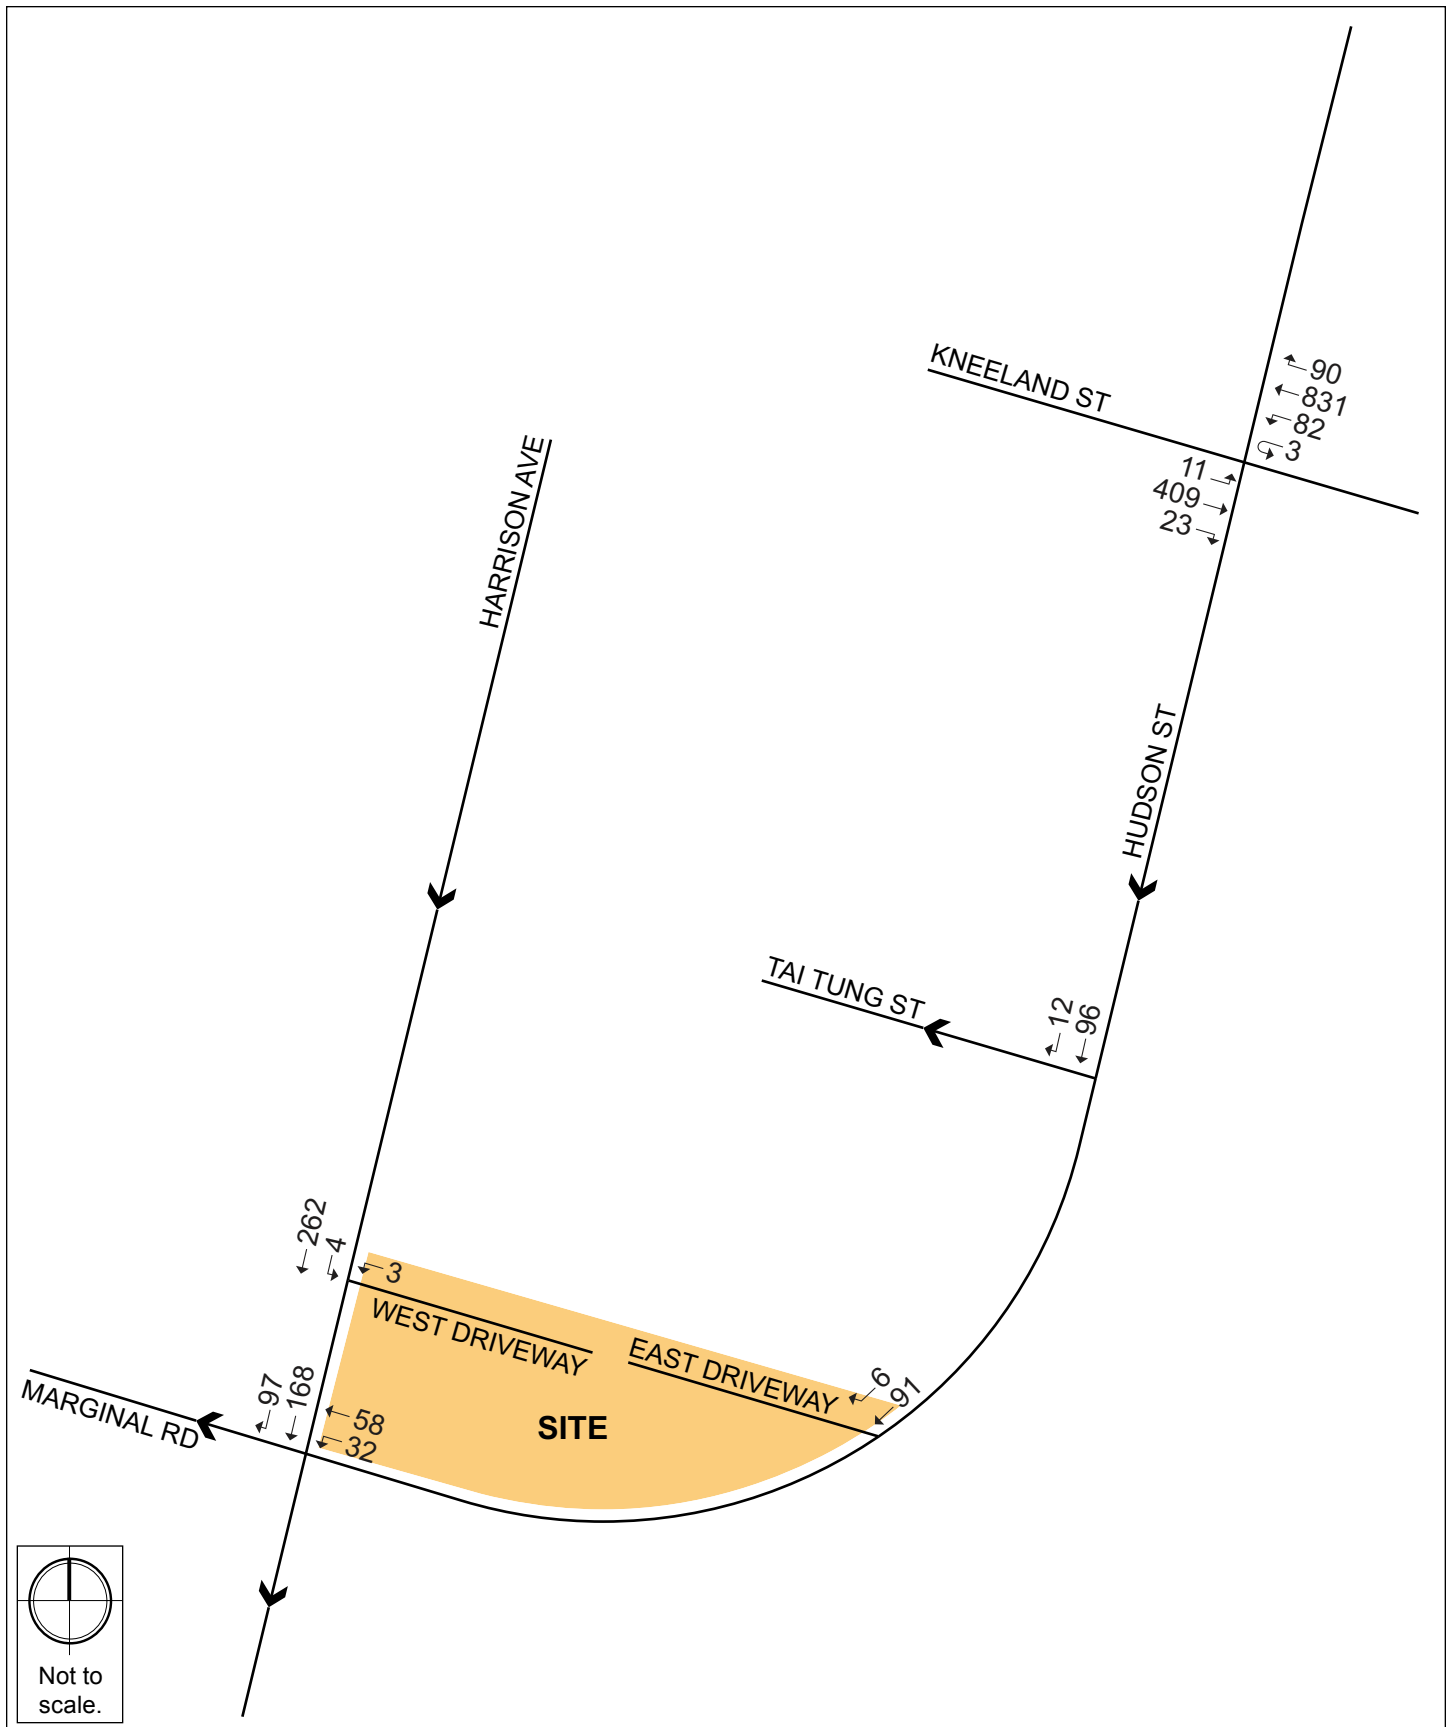 KNEELAND ST
90
831
82
3
11
409
23
HARRISON AVE
HUDSON ST
TAI TUNG ST
12
96
262
4
3
WEST DRIVEWAY
EAST DRIVEWAY
6
91
97
168
58
32
SITE
MARGINAL RD
Not to
scale.